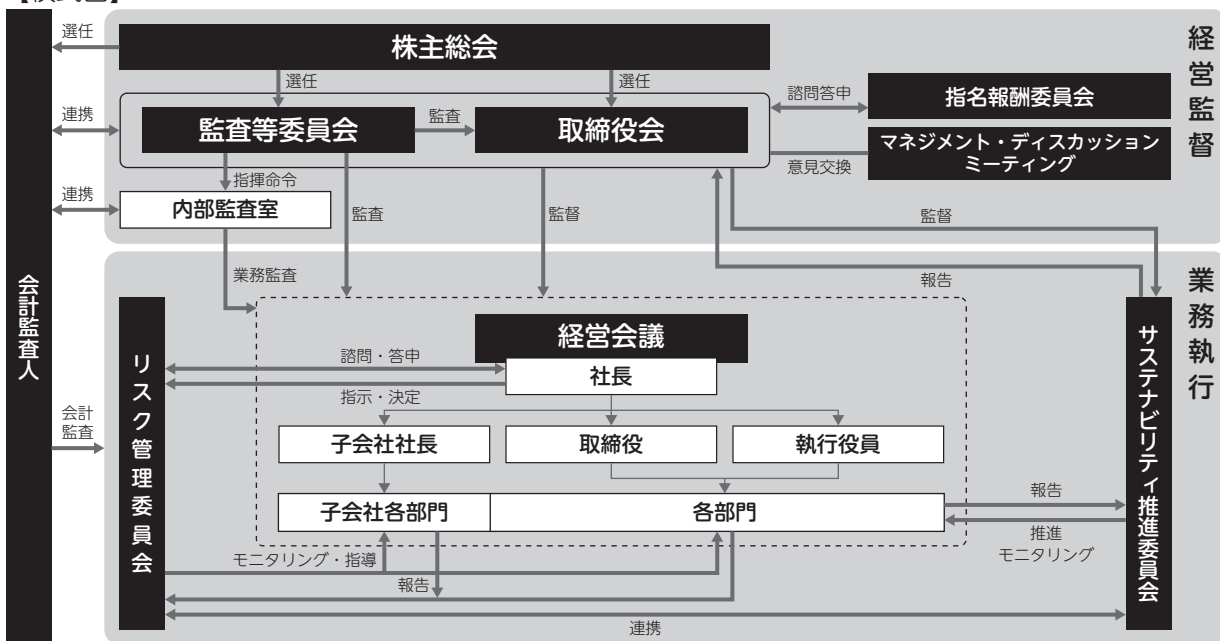 選任
株主総会
経営監督
選任
選任
諮問答申
指名報酬委員会
連携
監査等委員会
監査
取締役会
マネジメント・ディスカッション
ミーティング
意見交換
指揮命令
連携
内部監査室
監査
監督
監督
業務監査
報告
業務執行
会計監査人
リスク管理委員会
経営会議
サステナビリティ推進委員会
諮問・答申
社長
指示・決定
会計
監査
子会社社長
取締役
執行役員
子会社各部門
各部門
報告
推進
モニタリング
モニタリング・指導
報告
連携